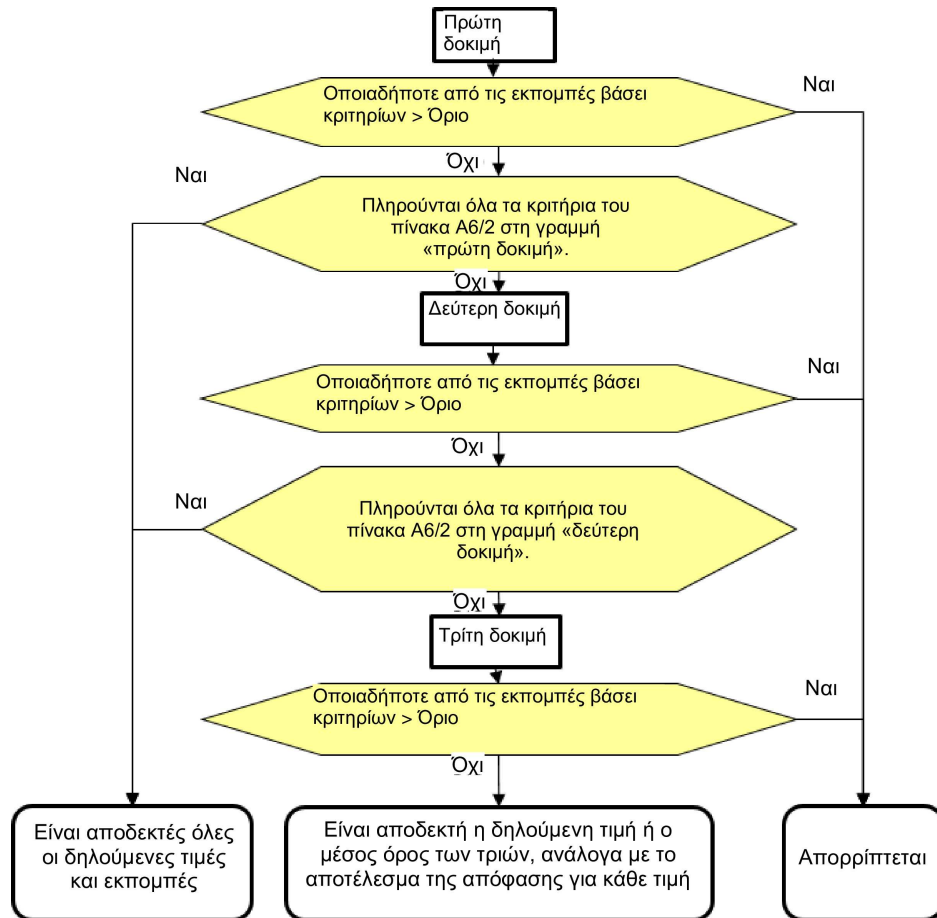 Πρώτη
δοκιμή
Οποιαδήποτε από τις εκπομπές βάσει
κριτηρίων > Όριο
Ναι
Όχι
Ναι
Πληρούνται όλα τα κριτήρια του
πίνακα A6/2 στη γραμμή
«πρώτη δοκιμή».
Όχι
Δεύτερη δοκιμή
Οποιαδήποτε από τις εκπομπές βάσει
κριτηρίων > Όριο
Ναι
Όχι
Ναι
Πληρούνται όλα τα κριτήρια του
πίνακα A6/2 στη γραμμή «δεύτερη
δοκιμή».
Όχι
Τρίτη δοκιμή
Οποιαδήποτε από τις εκπομπές βάσει
κριτηρίων > Όριο
Ναι
Όχι
Είναι αποδεκτές όλες
οι δηλούμενες τιμές
και εκπομπές
Είναι αποδεκτή η δηλούμενη τιμή ή ο
μέσος όρος των τριών, ανάλογα με το
αποτέλεσμα της απόφασης για κάθε τιμή
Απορρίπτεται